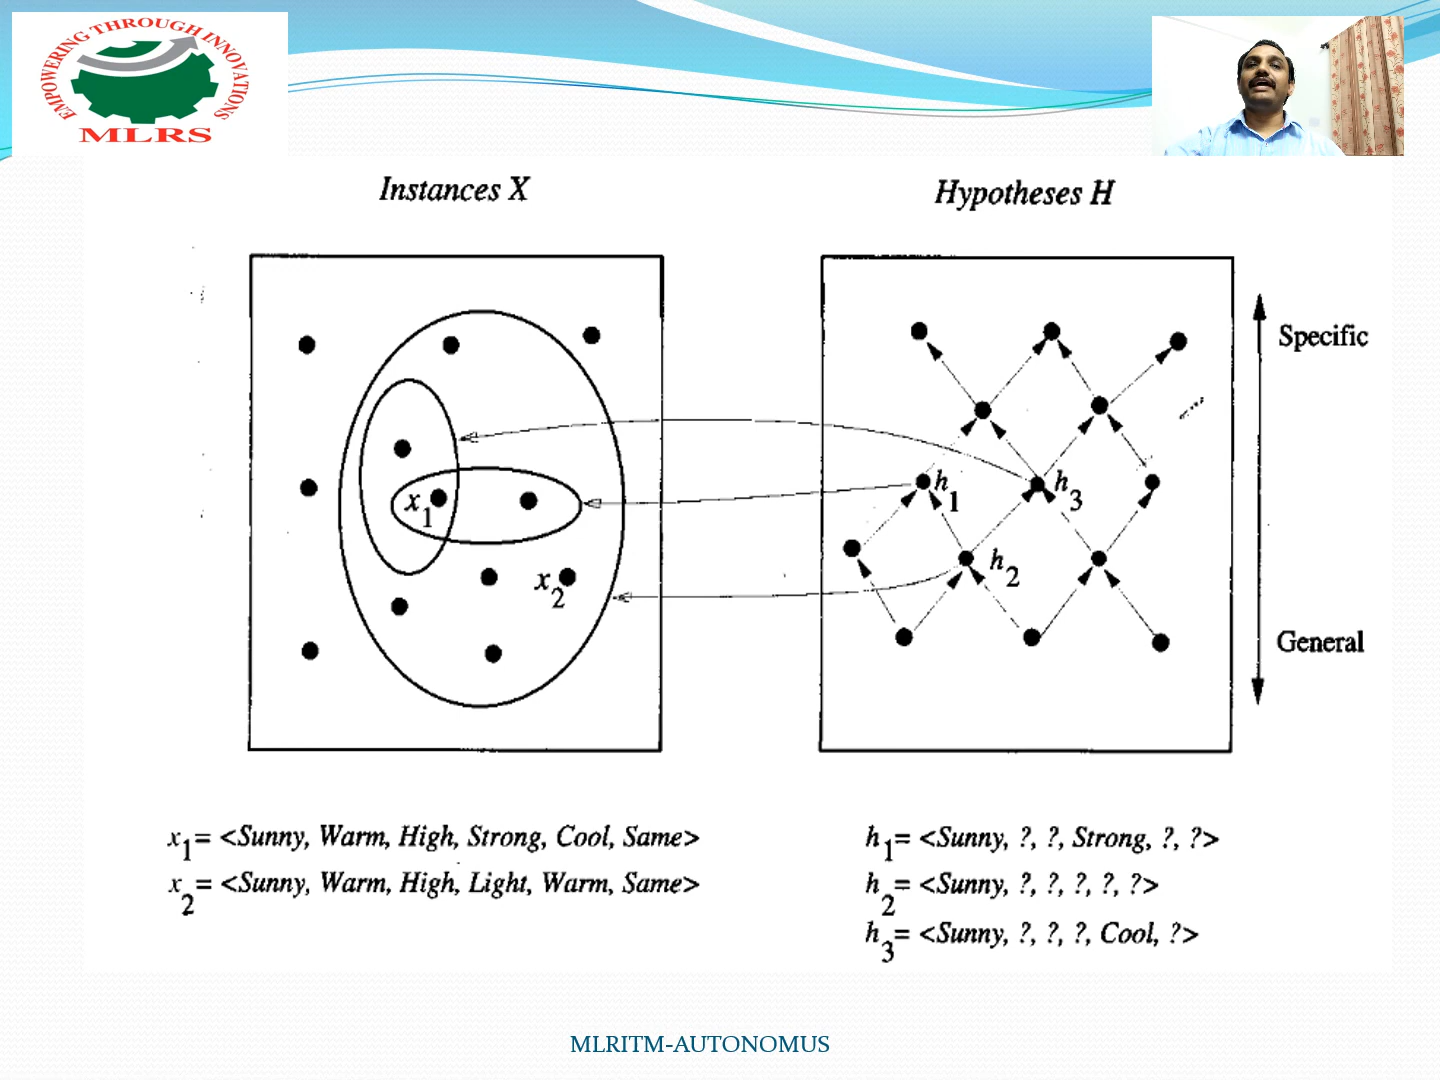 EMPOWERING THROUGH INNOVATIONS
MLRS
Instances X
Hypotheses H
Specific
x1
h1
h3
x2
h2
General
x1= <Sunny, Warm, High, Strong, Cool, Same>
x2= <Sunny, Warm, High, Light, Warm, Same>
h1= <Sunny, ?, ?, Strong, ?, ?>
h2= <Sunny, ?, ?, ?, ?, ?>
h3= <Sunny, ?, ?, ?, Cool, ?>
MLRITM-AUTONOMUS